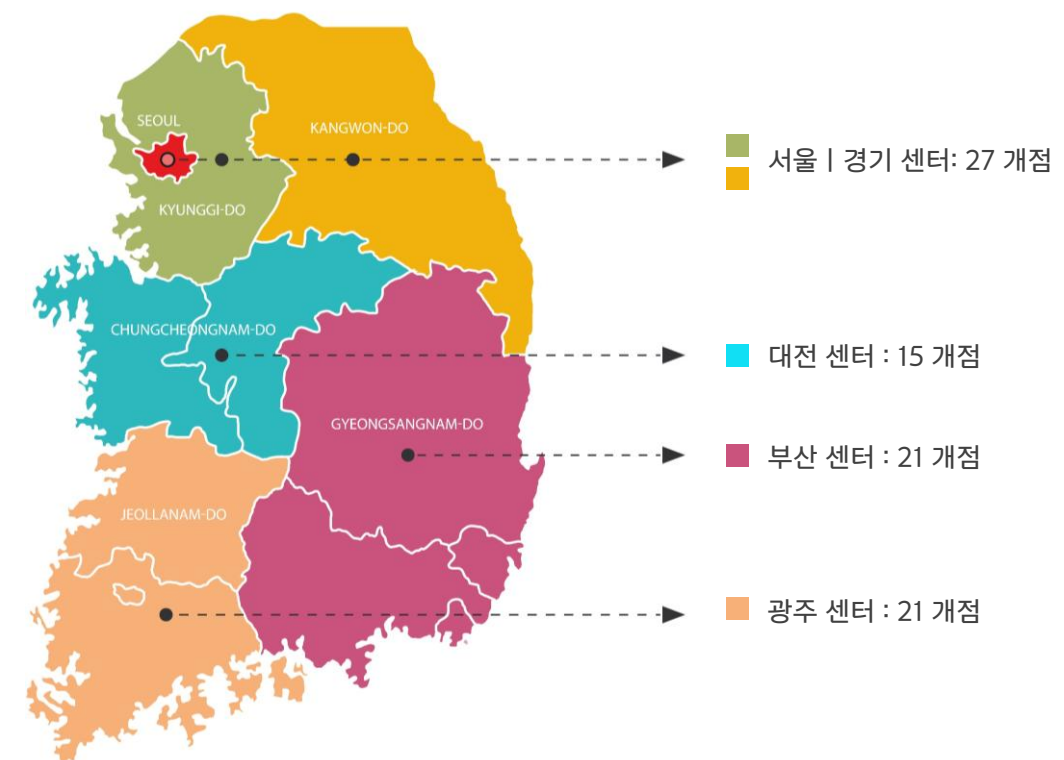 SEOUL
KANGWON-DO
서울ㅣ경기 센터: 27 개점
KYUNGGI-DO
CHUNGCHEONGNAM-DO
대전 센터 : 15 개점
GYEONGSANGNAM-DO
부산 센터 : 21 개점
JEOLLANAM-DO
광주 센터 : 21 개점